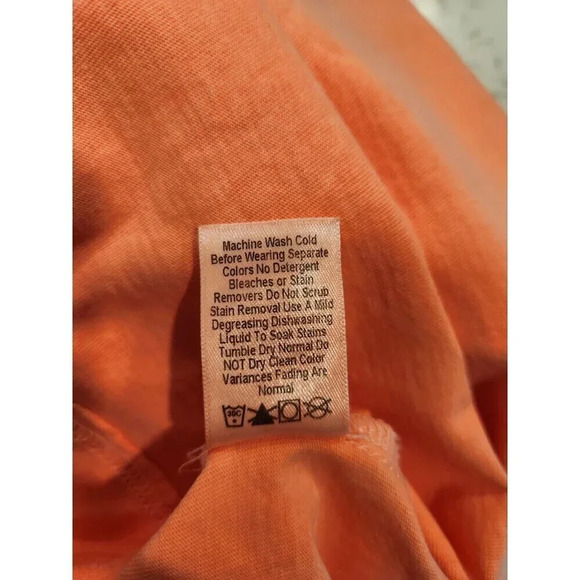 Machine Wash Cold
Before Wearing Separate
Colors No Detergent
Bleaches or Stain
Removers Do Not Scrub
Stain Removal Use A Mild
Degreasing Dishwashing
Liquid To Soak Stains
Tumble Dry Normal Do
NOT Dry Clean Color
Variances Fading Are
Normal
30C